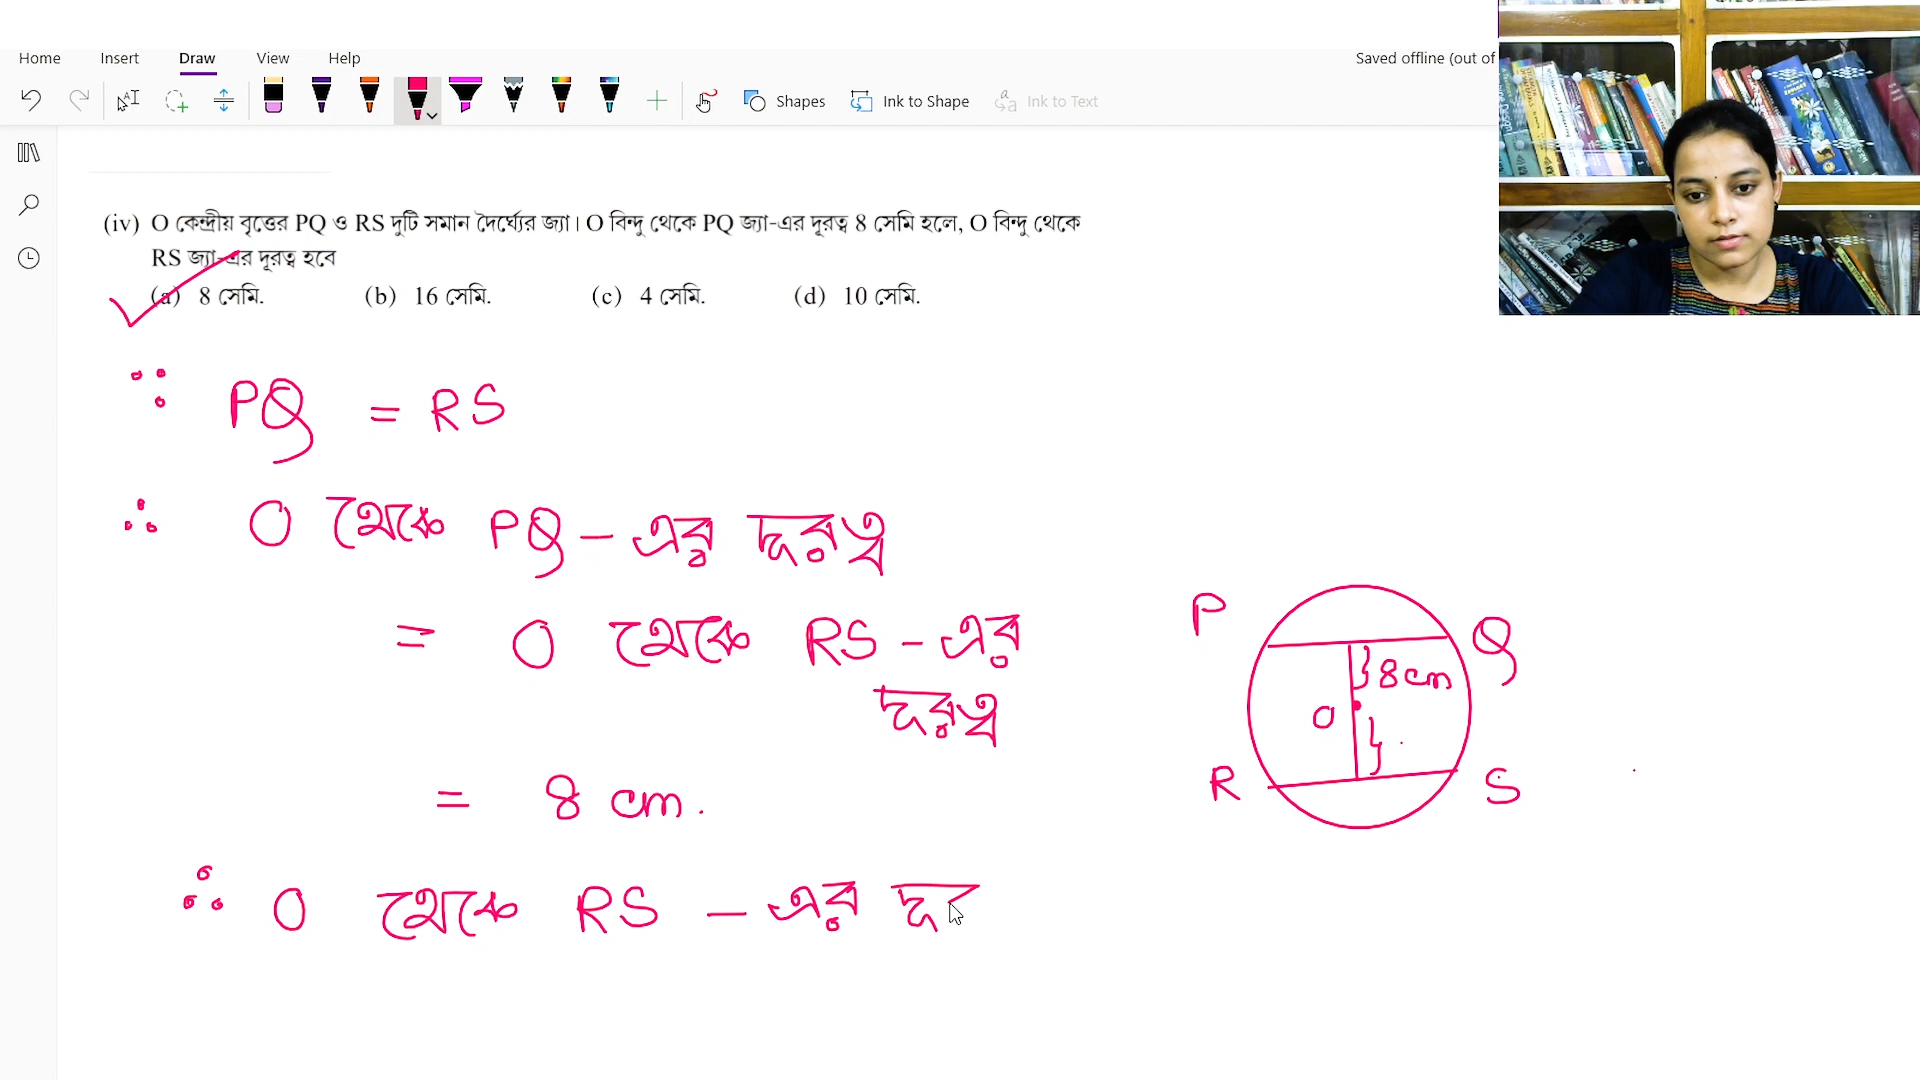 Home Insert Draw View Help
Saved offline (out of
Shapes Ink to Shape Ink to Text
(iv) O কেন্দ্রীয় বৃত্তের PQ ও RS দুটি সমান দৈর্ঘ্যের জ্যা। O বিন্দু থেকে PQ জ্যা-এর দূরত্ব 8 সেমি হলে, O বিন্দু থেকে
RS জ্যা-এর দূরত্ব হবে
(a) 8 সেমি. (b) 16 সেমি. (c) 4 সেমি. (d) 10 সেমি.
∵ PQ = RS
∴ O থেকে PQ - এর দূরত্ব
= O থেকে RS - এর
দূরত্ব
= 8 cm.
∴ O থেকে RS - এর দূর
P Q
8 cm
O
R S